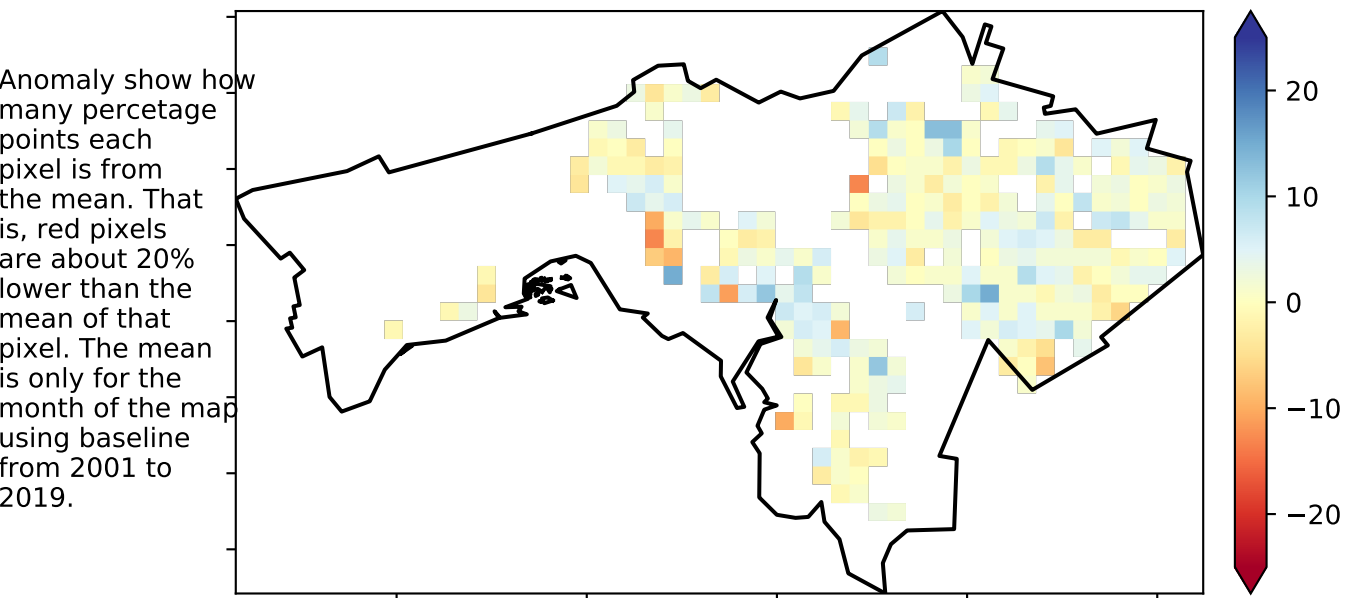 Anomaly show how
many percetage
points each
pixel is from
the mean. That
is, red pixels
are about 20%
lower than the
mean of that
pixel. The mean
is only for the
month of the map
using baseline
from 2001 to
2019.
20
10
0
−10
−20